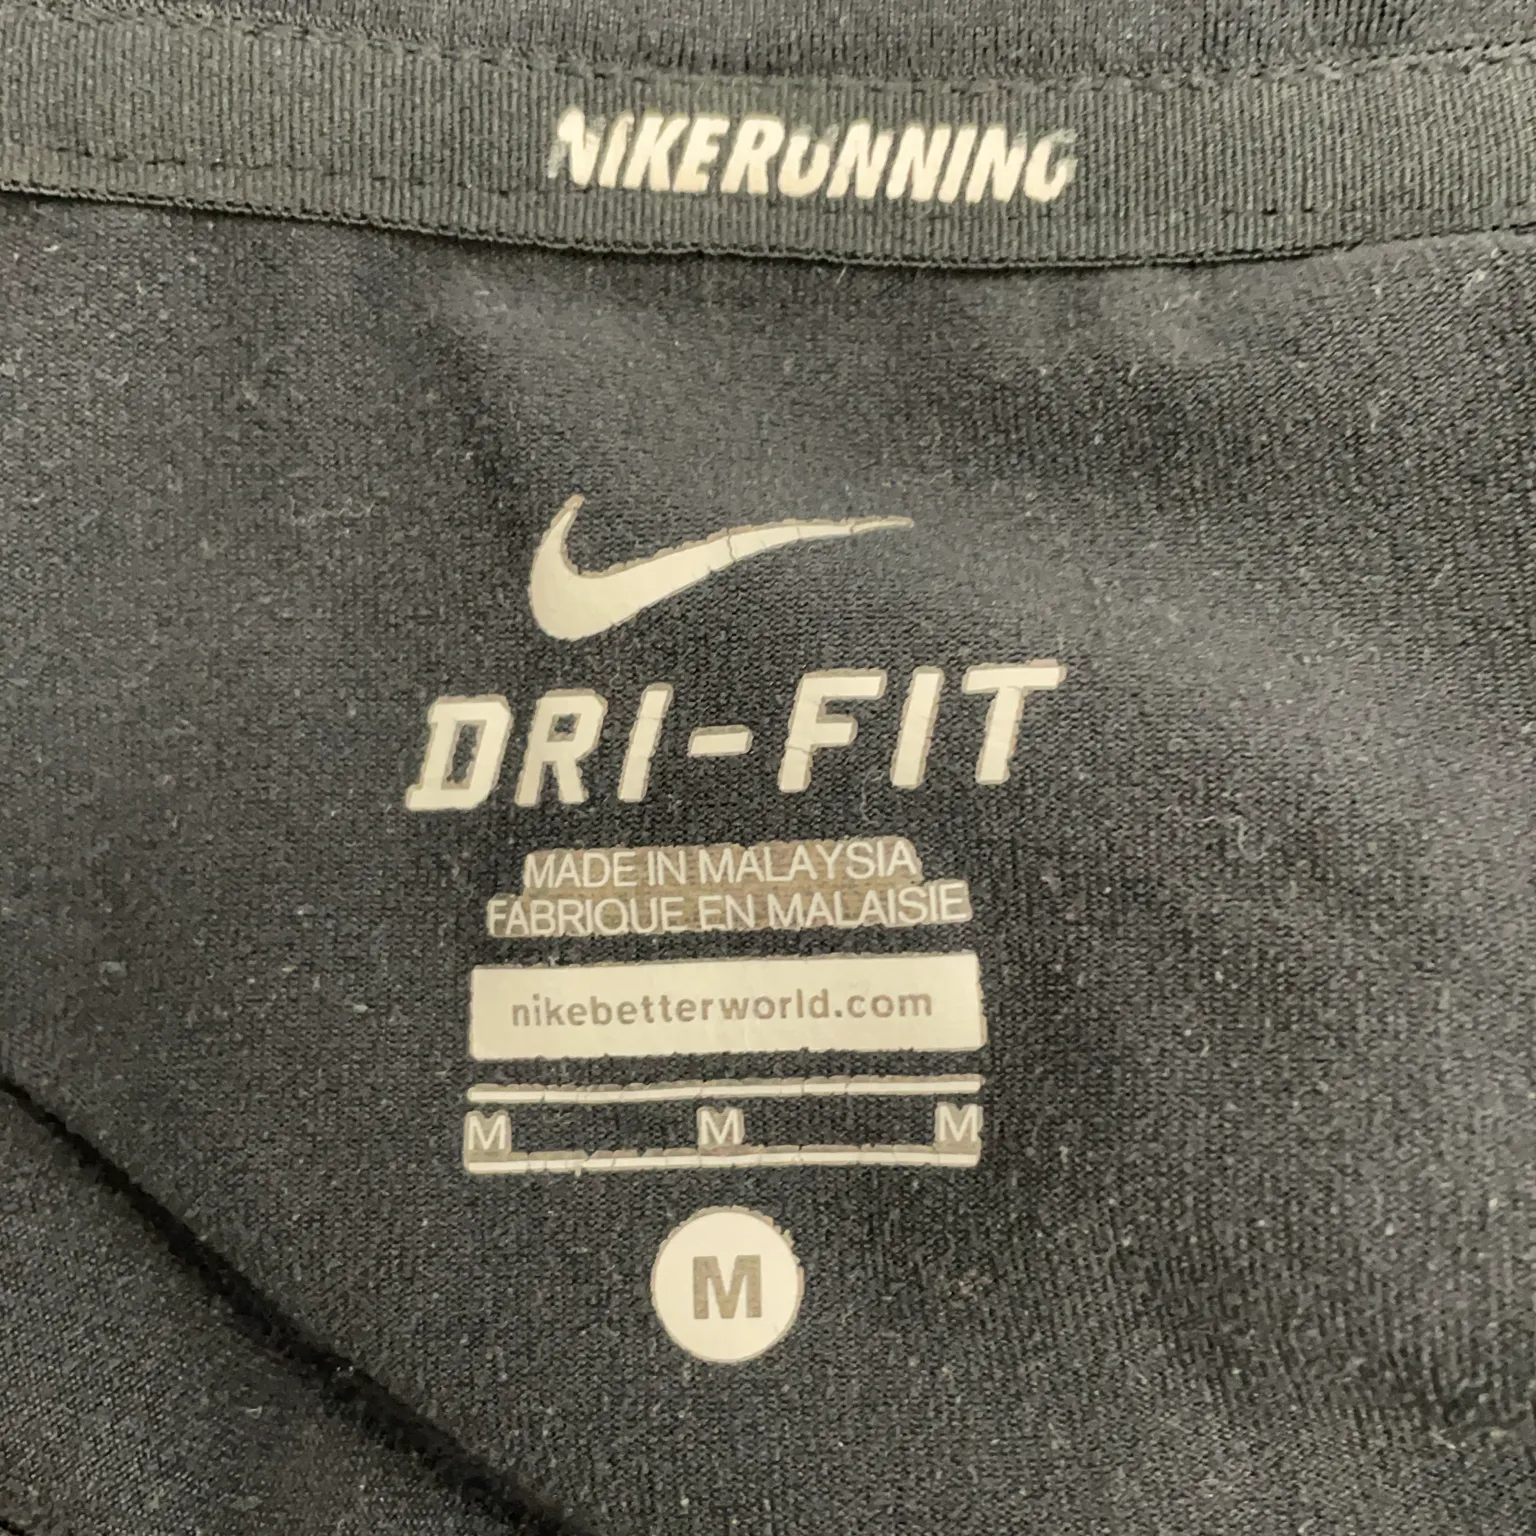 NIKERUNNING
DRI-FIT
MADE IN MALAYSIA
FABRIQUE EN MALAISIE
nikebetterworld.com
M M M
M